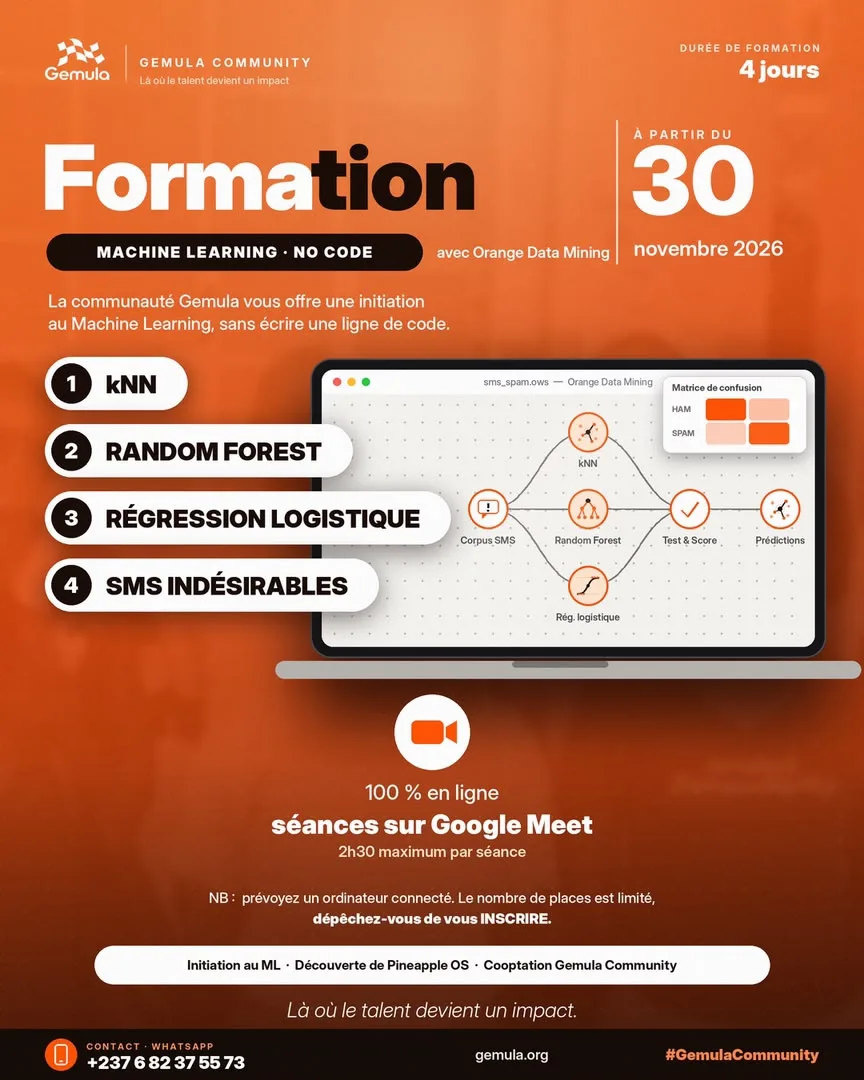 Gemula
GEMULA COMMUNITY
Là où le talent devient un impact
DURÉE DE FORMATION
4 jours
Formation
À PARTIR DU
30
novembre 2026
MACHINE LEARNING · NO CODE
avec Orange Data Mining
La communauté Gemula vous offre une initiation
au Machine Learning, sans écrire une ligne de code.
1 kNN
2 RANDOM FOREST
3 RÉGRESSION LOGISTIQUE
4 SMS INDÉSIRABLES
sms_spam.ows — Orange Data Mining
Matrice de confusion
HAM
SPAM
kNN
Corpus SMS
Random Forest
Test & Score
Prédictions
Rég. logistique
100 % en ligne
séances sur Google Meet
2h30 maximum par séance
NB : prévoyez un ordinateur connecté. Le nombre de places est limité,
dépêchez-vous de vous INSCRIRE.
Initiation au ML · Découverte de Pineapple OS · Cooptation Gemula Community
Là où le talent devient un impact.
CONTACT · WHATSAPP
+237 6 82 37 55 73
gemula.org
#GemulaCommunity